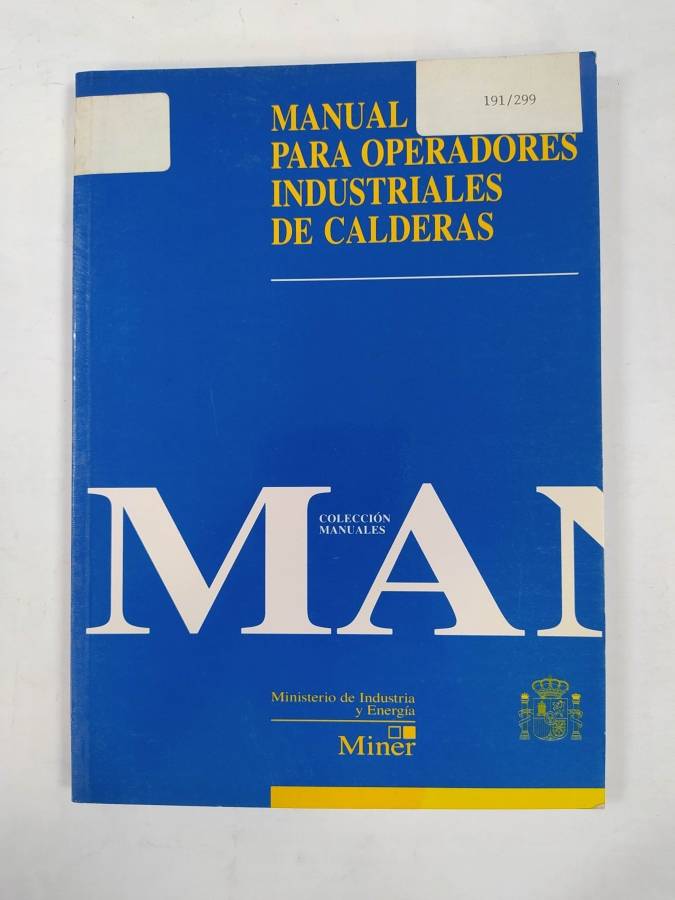 191/299
MANUAL
PARA OPERADORES
INDUSTRIALES
DE CALDERAS
MAN
COLECCIÓN
MANUALES
Ministerio de Industria
y Energía
Miner